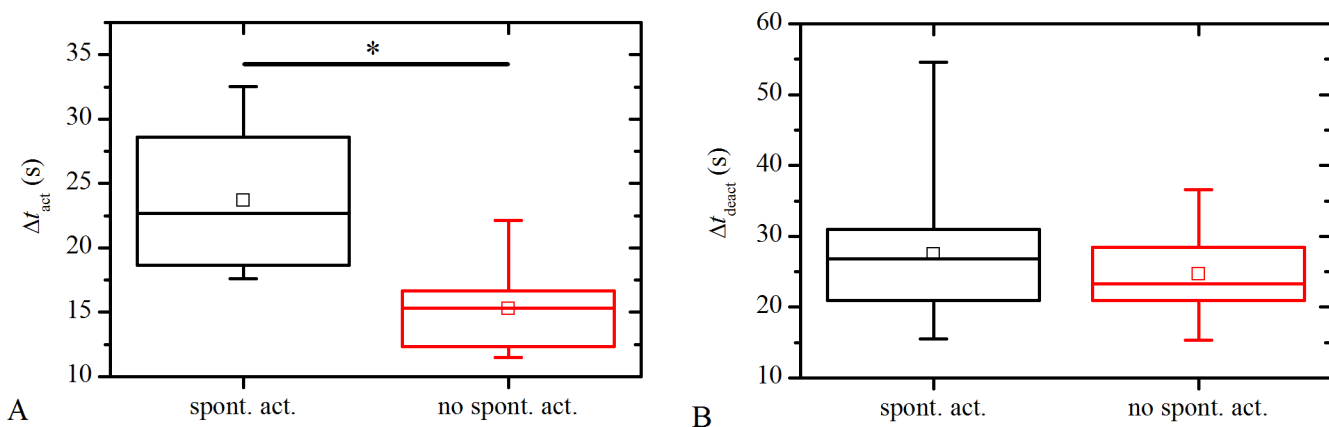 35
30
25
20
15
10
Δt_act (s)
*
spont. act.
no spont. act.
A
60
50
40
30
20
10
Δt_deact (s)
spont. act.
no spont. act.
B